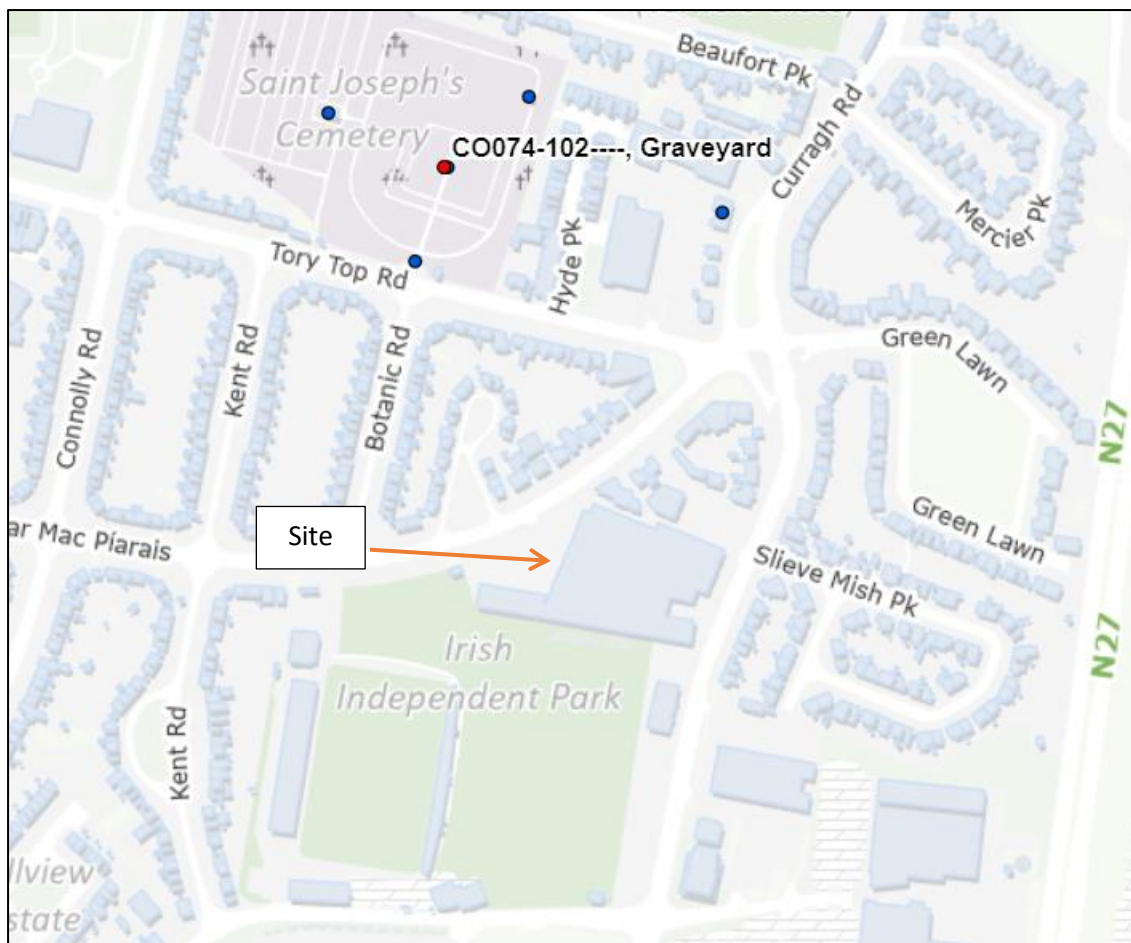 Beaufort Pk
Saint Joseph's
Cemetery
CO074-102----, Graveyard
Curragh Rd
Mercier Pk
Hyde Pk
Tory Top Rd
Green Lawn
Connolly Rd
Kent Rd
Botanic Rd
N27
Green Lawn
Site
ar Mac Píarais
Slieve Mish Pk
N27
Irish
Independent Park
Kent Rd
llview
state